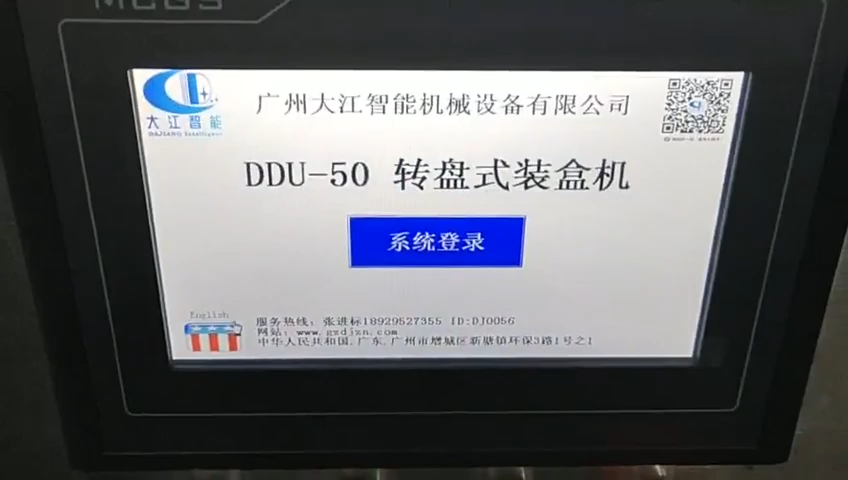 MCGS
大江智能
DAJIANG Intelligent
广州大江智能机械设备有限公司
DDU-50 转盘式装盒机
系统登录
English
服务热线：张进标18929527355 ID:DJ0056
网站：www.gzdjzn.com
中华人民共和国.广东.广州市增城区新塘镇环保3路1号之1